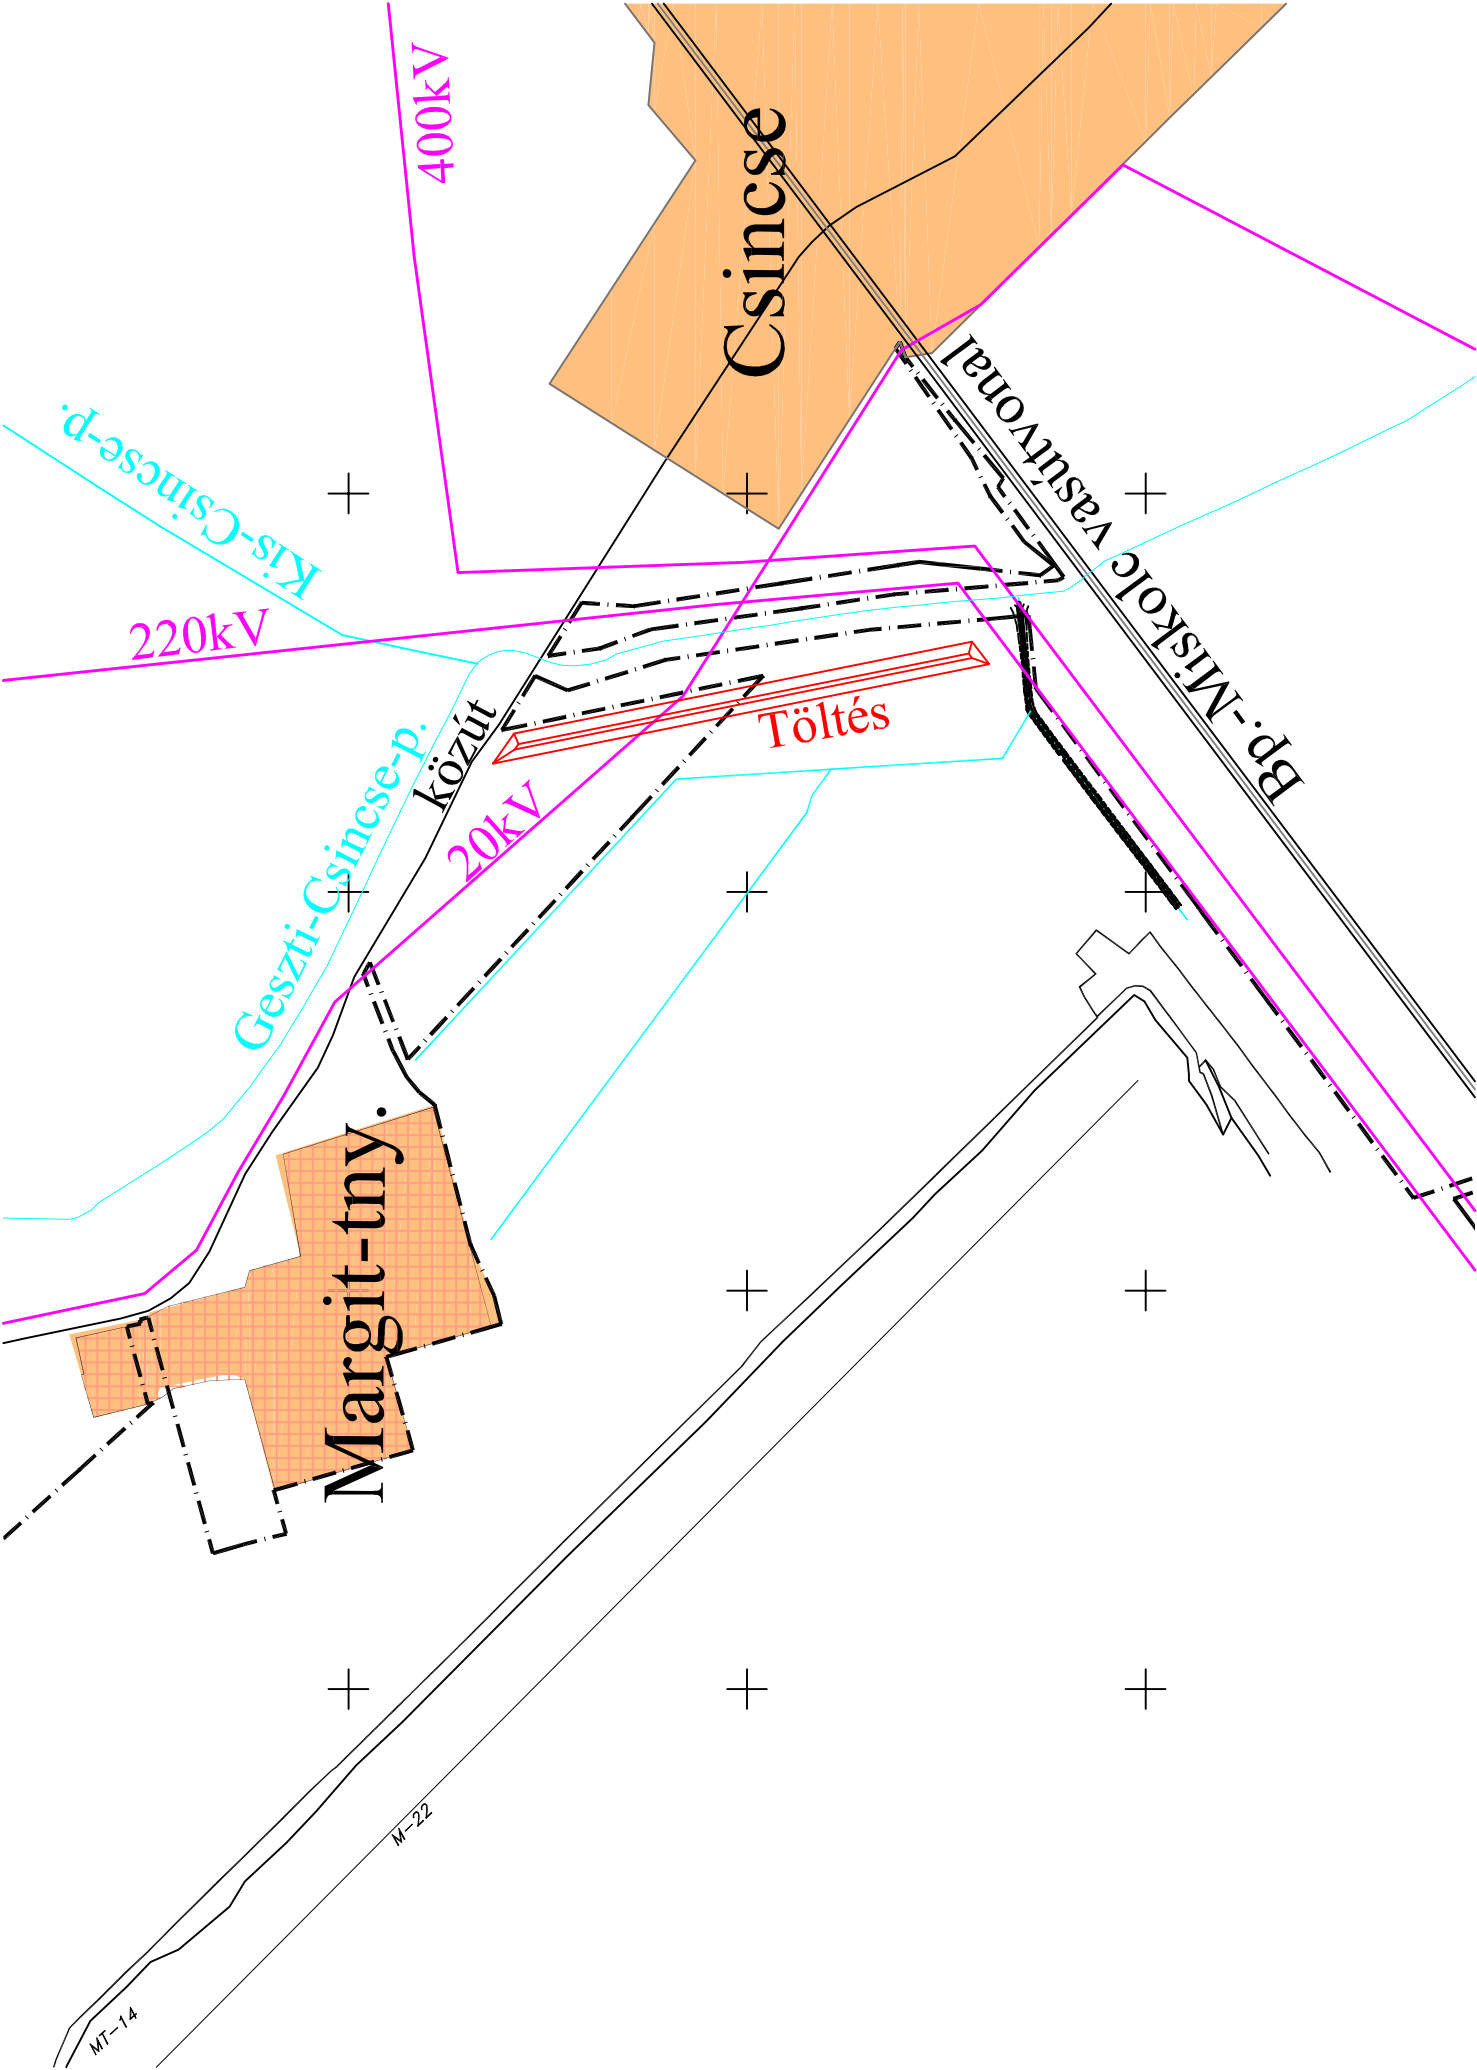 400kV
Csincse
Kis-Csincse-p.
Bp.-Miskolc vasútvonal
220kV
Töltés
közút
Geszti-Csincse-p.
20kV
Margit-tny.
M-22
MT-14